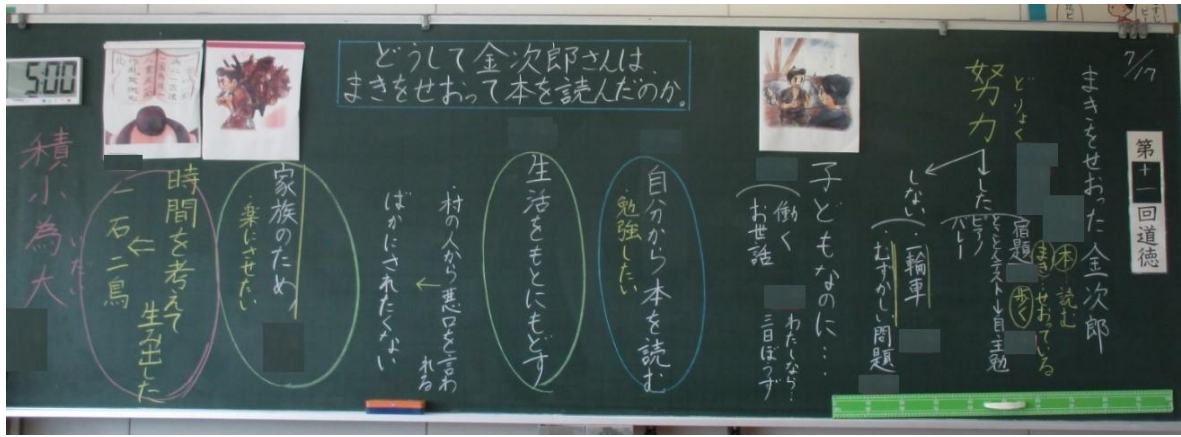 7/17
第十一回道徳
まきをせおった金次郎
本 読む
まき…せおっている
歩く
どりょく
努力
した
宿題
とことんテスト→自主勉
ピアノ
バレー
しない
・一輪車
・むずかしい問題
子どもなのに…
働く
お世話
わたしなら…
三日ぼうず
どうして金次郎さんは、
まきをせおって本を読んだのか。
自分から本を読む
勉強したい
生活をもとにもどす
・村の人から悪口を言わ
れる
ばかにされたくない
家族のため
・楽にさせたい
時間を考えて
生み出した
一石二鳥
積小為大
いだい
5:00